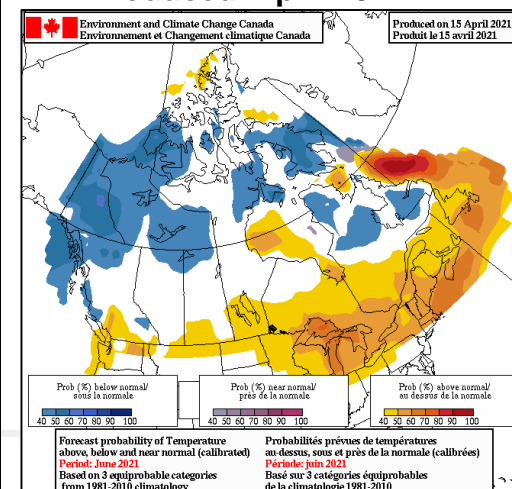 Environment and Climate Change Canada
Environnement et Changement climatique Canada
Produced on 15 April 2021
Produit le 15 avril 2021
Prob (%) below normal/
sous la normale
40 50 60 70 80 90 100
Prob (%) near normal/
près de la normale
40 50 60 70 80 90 100
Prob (%) above normal/
au dessus de la normale
40 50 60 70 80 90 100
Forecast probability of Temperature
above, below and near normal (calibrated)
Period: June 2021
Based on 3 equiprobable categories
from 1981-2010 climatology
Probabilités prévues de températures
au-dessus, sous et près de la normale (calibrées)
Période: juin 2021
Basé sur 3 catégories équiprobables
de la climatologie 1981-2010